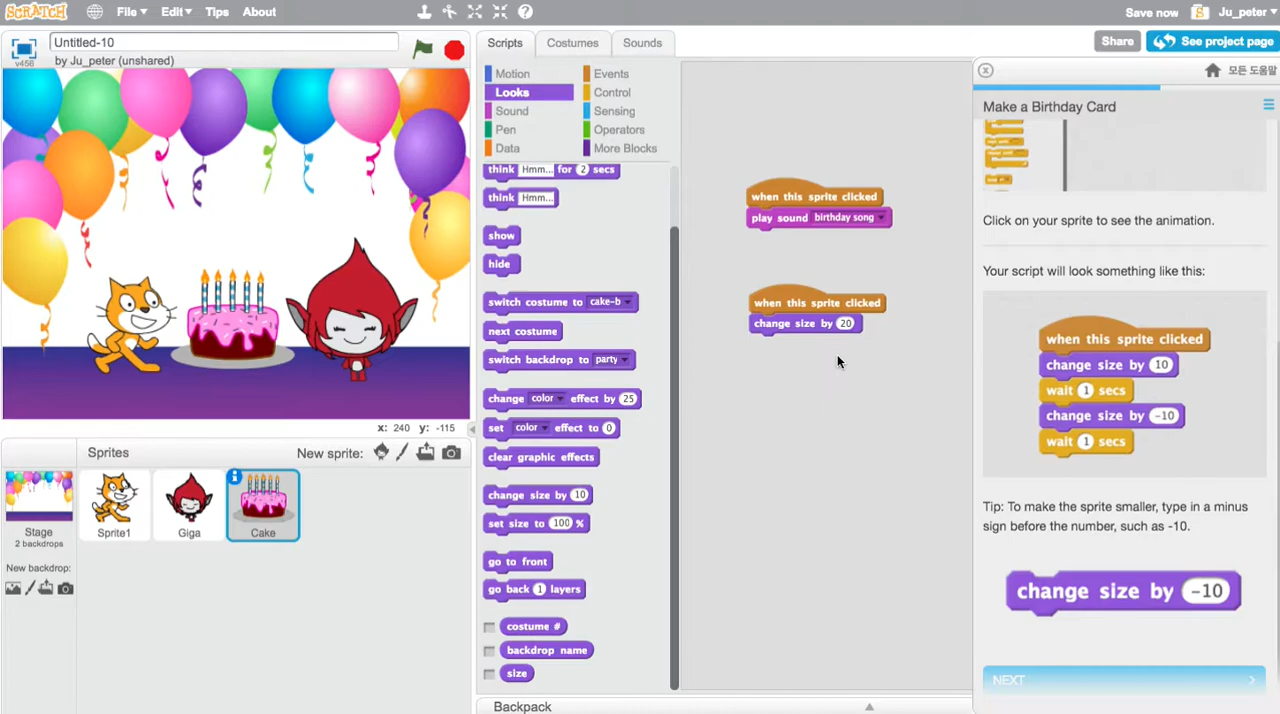 SCRATCH File Edit Tips About Save now Ju_peter
Untitled-10
by Ju_peter (unshared)
v456
Scripts Costumes Sounds
Share See project page
Motion Events
Looks Control
Sound Sensing
Pen Operators
Data More Blocks
think Hmm... for 2 secs
think Hmm...
show
hide
switch costume to cake-b
next costume
switch backdrop to party
change color effect by 25
set color effect to 0
clear graphic effects
change size by 10
set size to 100 %
go to front
go back 1 layers
costume #
backdrop name
size
Backpack
when this sprite clicked
play sound birthday song
when this sprite clicked
change size by 20
x: 240 y: -115
Sprites New sprite:
Stage
2 backdrops
New backdrop:
Sprite1
Giga
Cake
모든 도움말
Make a Birthday Card
Click on your sprite to see the animation.
Your script will look something like this:
when this sprite clicked
change size by 10
wait 1 secs
change size by -10
wait 1 secs
Tip: To make the sprite smaller, type in a minus
sign before the number, such as -10.
change size by -10
NEXT